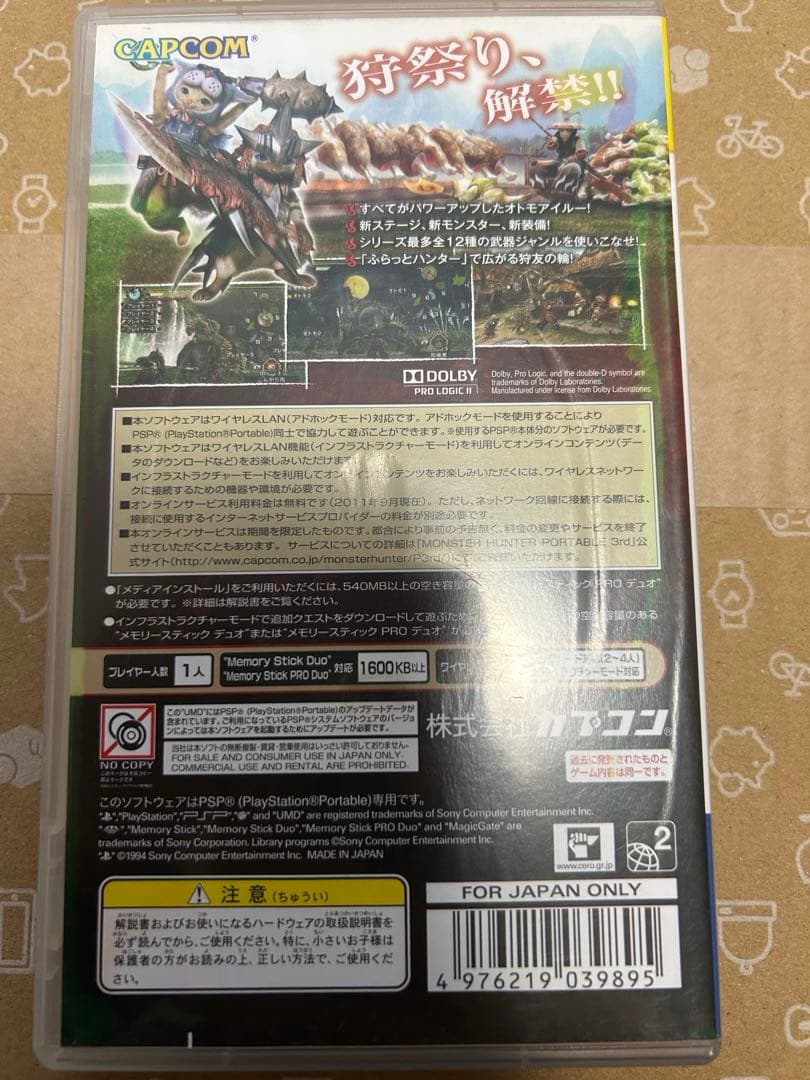 CAPCOM®
狩祭り、
解禁!!
すべてがパワーアップしたオトモアイルー!
新ステージ、新モンスター、新装備!
シリーズ最多全12種の武器ジャンルを使いこなせ!
「ふらっとハンター」で広がる狩友の輪!
DOLBY
PRO LOGIC II
Dolby, Pro Logic, and the double-D symbol are
trademarks of Dolby Laboratories.
Manufactured under license from Dolby Laboratories.
■本ソフトウェアはワイヤレスLAN(アドホックモード)対応です。アドホックモードを使用することにより
PSP®(PlayStation®Portable)同士で協力して遊ぶことができます。※使用するPSP®本体分のソフトウェアが必要です。
■本ソフトウェアはワイヤレスLAN機能(インフラストラクチャーモード)を利用してオンラインコンテンツ(デー
タのダウンロードなど)をお楽しみいただけます
■インフラストラクチャーモードを利用してオンラインコンテンツをお楽しみいただくには、ワイヤレスネットワー
クに接続するための機器や環境が必要です。
■オンラインサービス利用料金は無料です(2011年9月現在)。ただし、ネットワーク回線に接続する際には、
接続に使用するインターネットサービスプロバイダーの料金が別途必要です。
■本オンラインサービスは期間を限定したものです。都合により事前の予告無く、料金の変更やサービスを終了
させていただくこともあります。サービスについての詳細は「MONSTER HUNTER PORTABLE 3rd」公
式サイト(http://www.capcom.co.jp/monsterhunter/P3rd/)にてご確認いただけます。
●「メディアインストール」をご利用いただくには、540MB以上の空き容量の スティック PRO デュオ"
が必要です。※詳細は解説書をご覧ください。
●インフラストラクチャーモードで追加クエストをダウンロードして遊ぶため の空き容量のある
"メモリースティック デュオ"または"メモリースティック PRO デュオ" が
プレイヤー人数 1人 "Memory Stick Duo" "Memory Stick PRO Duo" 対応 1600KB以上 (2~4人) チャーモード対応
NO COPY
この"UMD"にはPSP®(PlayStation®Portable)のアップデートデータが
含まれています。ご利用になっているPSP®システムソフトウェアのバージョ
ンによっては本ソフトウェアを起動するためにアップデートが必要です。
当社は本ソフトの無断複製・賃貸・営業使用はいっさい許可しておりません。
FOR SALE AND CONSUMER USE IN JAPAN ONLY.
COMMERCIAL USE AND RENTAL ARE PROHIBITED.
株式会社カプコン
過去に発売されたものと
ゲーム内容は同一です。
このソフトウェアはPSP®(PlayStation®Portable)専用です。
"PlayStation", "PSP", and "UMD" are registered trademarks of Sony Computer Entertainment Inc.
"Memory Stick", "Memory Stick Duo", "Memory Stick PRO Duo" and "MagicGate" are
trademarks of Sony Corporation. Library programs ©Sony Computer Entertainment Inc.
©1994 Sony Computer Entertainment Inc. MADE IN JAPAN
www.cero.gr.jp
2
注意(ちゅうい)
解説書およびお使いになるハードウェアの取扱説明書を
必ず読んでから、ご使用ください。特に、小さいお子様は
保護者の方がお読みの上、正しい方法で、ご使用ください。
FOR JAPAN ONLY
4 976219 039895